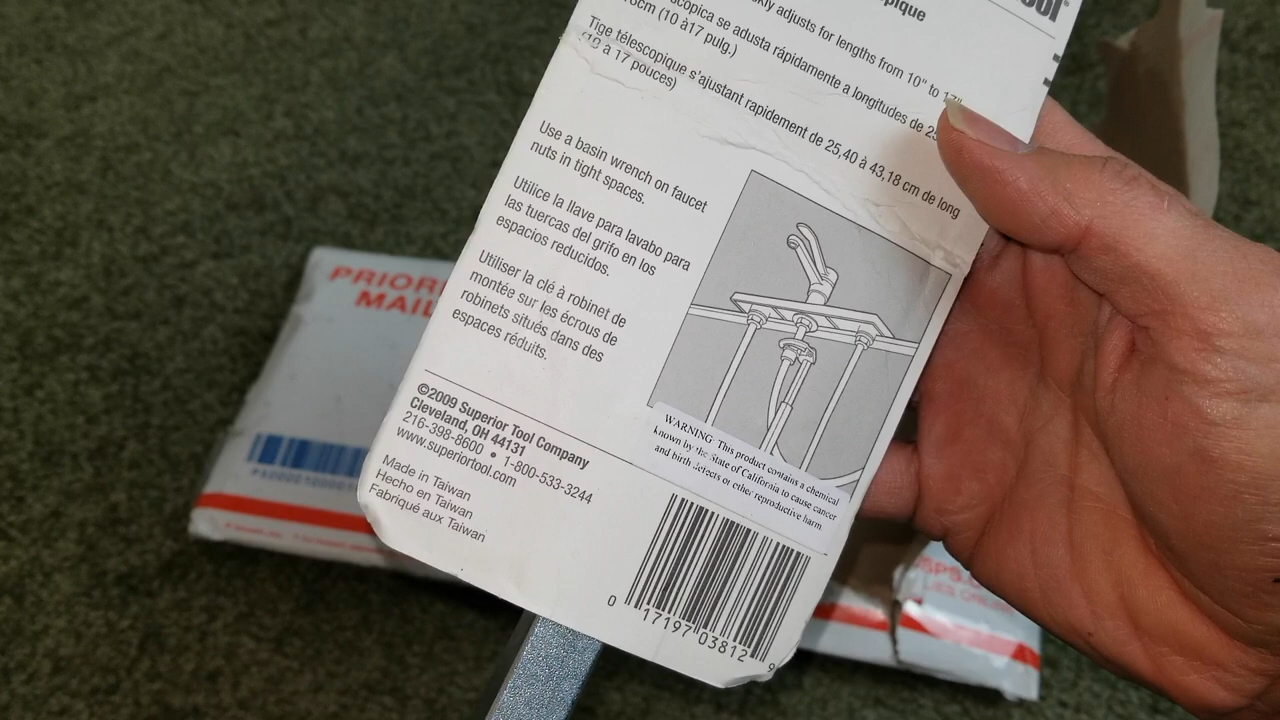 ool®
pique
kly adjusts for lengths from 10" to 17"
scopica se adusta rápidamente a longitudes de 25
8cm (10 à17 pulg.)
Tige télescopique s'ajustant rapidement de 25,40 à 43,18 cm de long
(10 à 17 pouces)
Use a basin wrench on faucet
nuts in tight spaces.
Utilice la llave para lavabo para
las tuercas del grifo en los
espacios reducidos.
Utiliser la clé à robinet de
montée sur les écrous de
robinets situés dans des
espaces réduits.
WARNING This product contains a chemical
known by the State of California to cause cancer
and birth defects or other reproductive harm.
©2009 Superior Tool Company
Cleveland, OH 44131
216-398-8600 • 1-800-533-3244
www.superiortool.com
Made in Taiwan
Hecho en Taiwan
Fabriqué aux Taiwan
0 17197 03812 9
PRIORI
MAIL